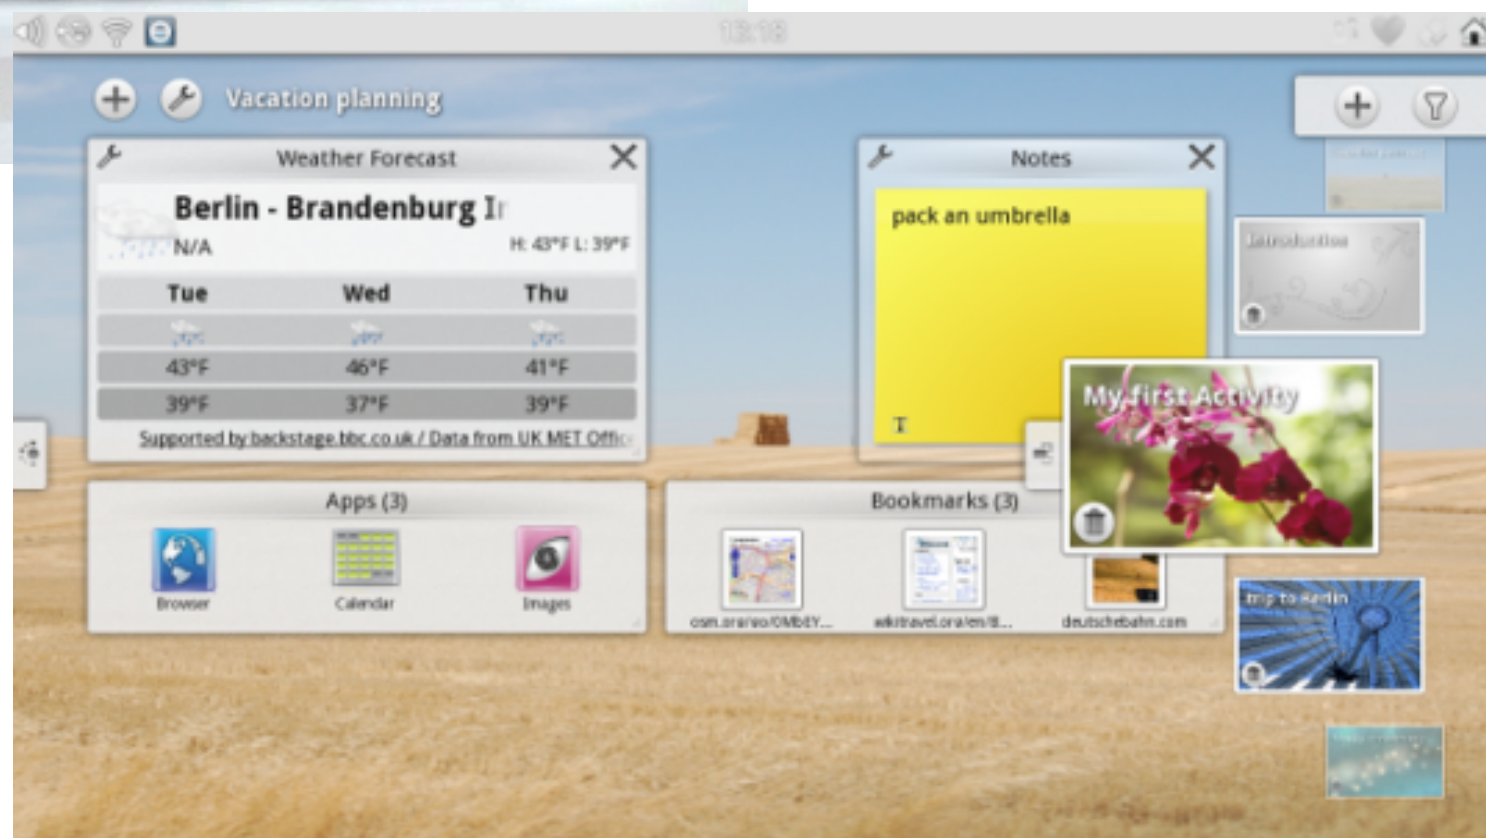 Vacation planning
Weather Forecast
Berlin - Brandenburg In
N/A
H: 43°F L: 39°F
Tue Wed Thu
43°F 46°F 41°F
39°F 37°F 39°F
Supported by backstage.bbc.co.uk / Data from UK MET Offic
Notes
pack an umbrella
Introduction
My first Activity
trip to Berlin
Apps (3)
Browser Calendar Images
Bookmarks (3)
deutschebahn.com